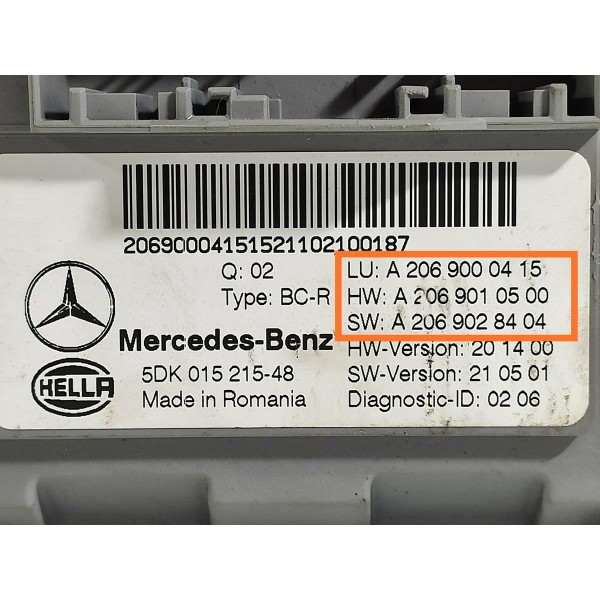 20690004151521102100187
Q: 02
LU: A 206 900 04 15
Type: BC-R
HW: A 206 901 05 00
SW: A 206 902 84 04
Mercedes-Benz
HW-Version: 20 14 00
HELLA
5DK 015 215-48
SW-Version: 21 05 01
Made in Romania
Diagnostic-ID: 02 06